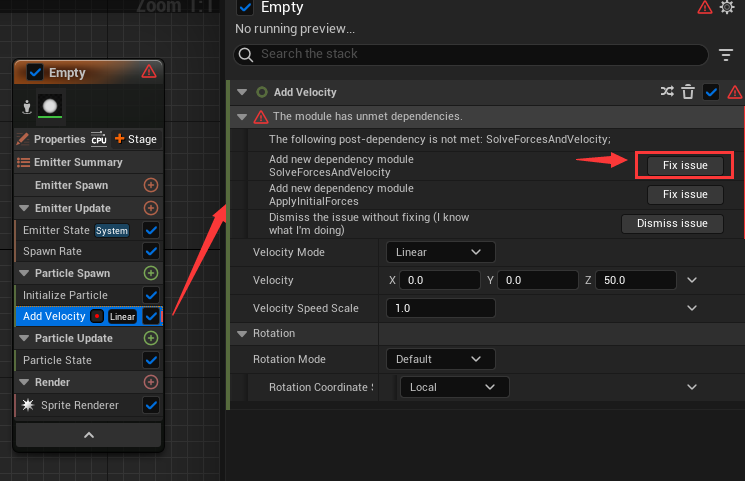 Zoom 1:1
Empty
Properties
CPU
Stage
Emitter Summary
Emitter Spawn
Emitter Update
Emitter State System
Spawn Rate
Particle Spawn
Initialize Particle
Add Velocity Linear
Particle Update
Particle State
Render
Sprite Renderer
Empty
No running preview...
Search the stack
Add Velocity
The module has unmet dependencies.
The following post-dependency is not met: SolveForcesAndVelocity;
Add new dependency module
SolveForcesAndVelocity
Fix issue
Add new dependency module
ApplyInitialForces
Fix issue
Dismiss the issue without fixing (I know
what I'm doing)
Dismiss issue
Velocity Mode Linear
Velocity X 0.0 Y 0.0 Z 50.0
Velocity Speed Scale 1.0
Rotation
Rotation Mode Default
Rotation Coordinate Local